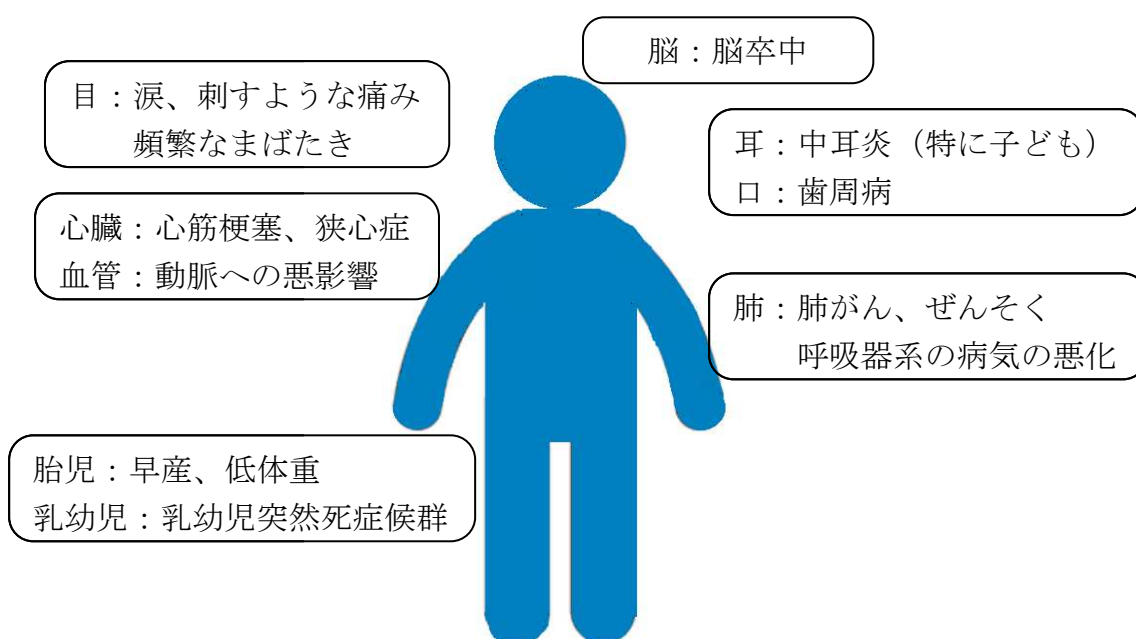 脳：脳卒中
目：涙、刺すような痛み
頻繁なまばたき
耳：中耳炎（特に子ども）
口：歯周病
心臓：心筋梗塞、狭心症
血管：動脈への悪影響
肺：肺がん、ぜんそく
呼吸器系の病気の悪化
胎児：早産、低体重
乳幼児：乳幼児突然死症候群